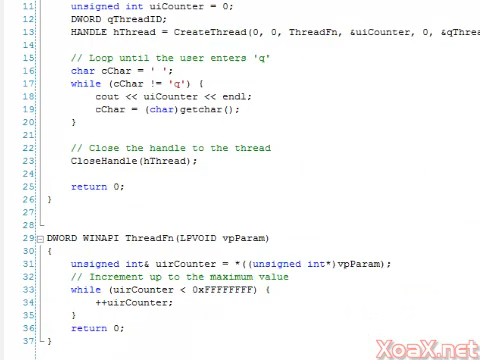 11 unsigned int uiCounter = 0;
12 DWORD qThreadID;
13 HANDLE hThread = CreateThread(0, 0, ThreadFn, &uiCounter, 0, &qThrea
14
15 // Loop until the user enters 'q'
16 char cChar = ' ';
17 while (cChar != 'q') {
18 cout << uiCounter << endl;
19 cChar = (char)getchar();
20 }
21
22 // Close the handle to the thread
23 CloseHandle(hThread);
24
25 return 0;
26 }
27
28
29 DWORD WINAPI ThreadFn(LPVOID vpParam)
30 {
31 unsigned int& uirCounter = *((unsigned int*)vpParam);
32 // Increment up to the maximum value
33 while (uirCounter < 0xFFFFFFFF) {
34 ++uirCounter;
35 }
36 return 0;
37 }
XoaX.net